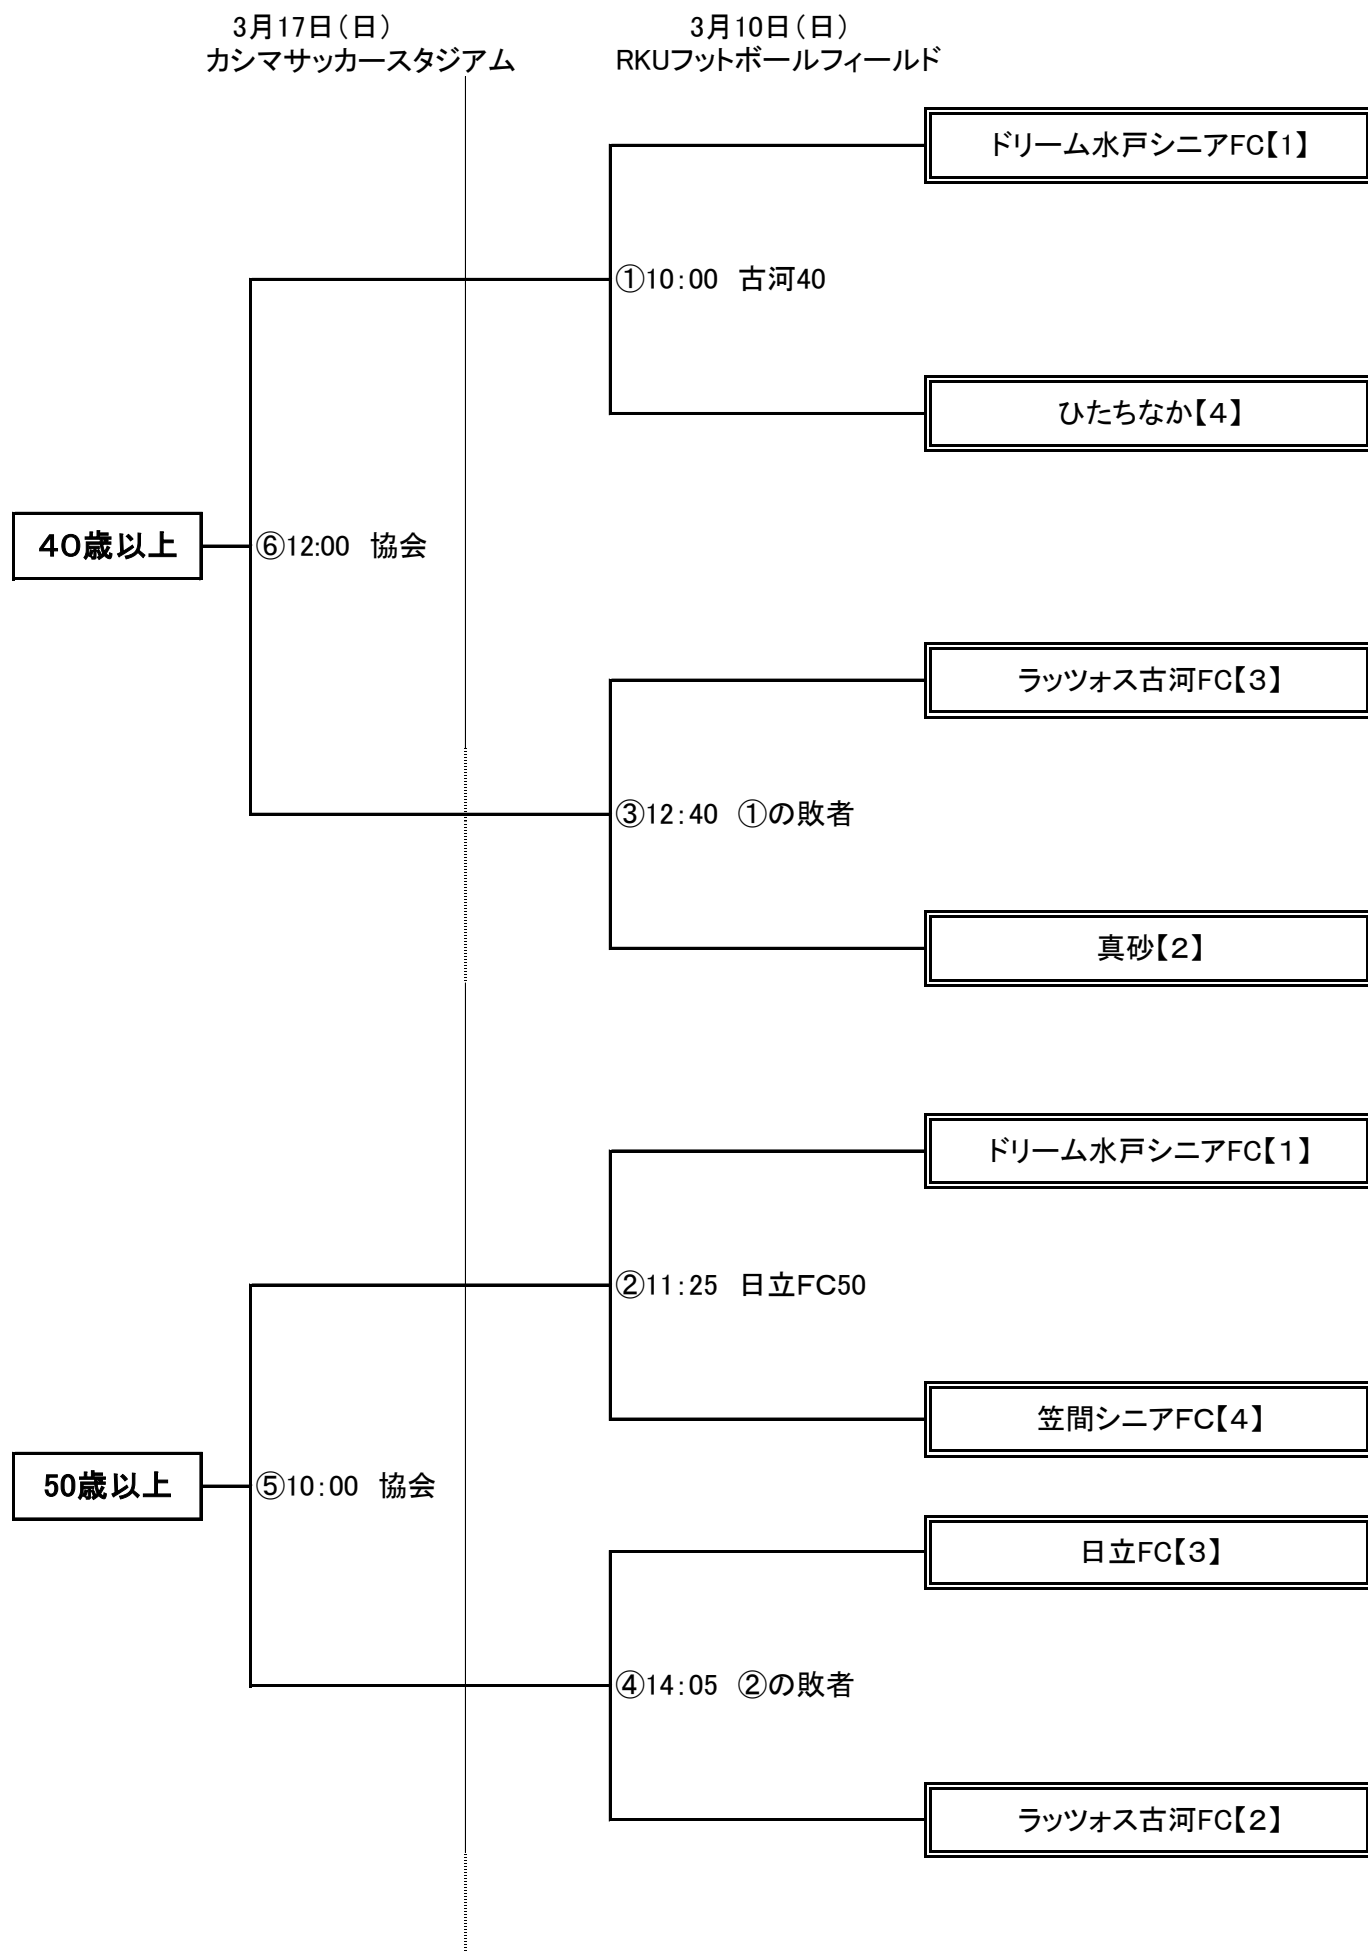 3月17日(日)
カシマサッカースタジアム
3月10日(日)
RKUフットボールフィールド
ドリーム水戸シニアFC【1】
①10:00 古河40
ひたちなか【4】
40歳以上
⑥12:00 協会
ラッツォス古河FC【3】
③12:40 ①の敗者
真砂【2】
ドリーム水戸シニアFC【1】
②11:25 日立FC50
笠間シニアFC【4】
50歳以上
⑤10:00 協会
日立FC【3】
④14:05 ②の敗者
ラッツォス古河FC【2】